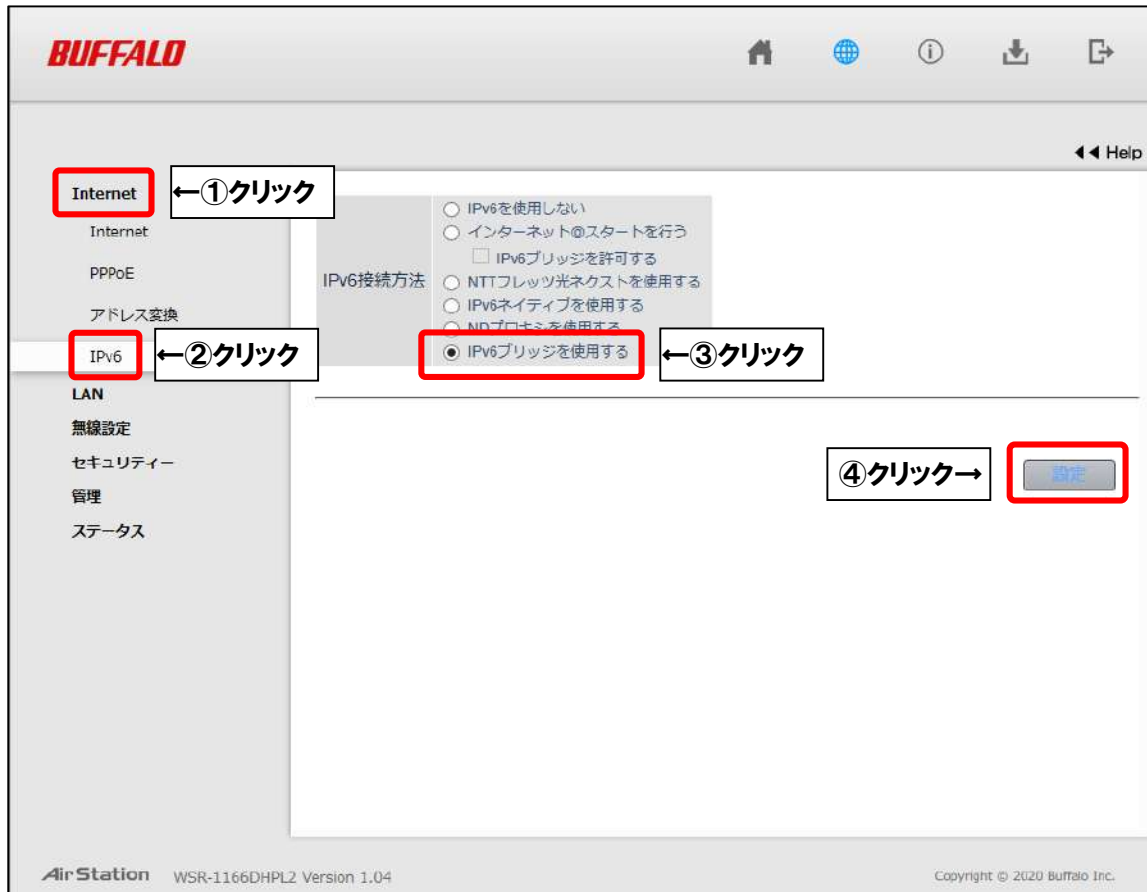 BUFFALO
Help
Internet
←①クリック
Internet
PPPoE
アドレス変換
IPv6
←②クリック
LAN
無線設定
セキュリティー
管理
ステータス
IPv6接続方法
IPv6を使用しない
インターネット@スタートを行う
IPv6ブリッジを許可する
NTTフレッツ光ネクストを使用する
IPv6ネイティブを使用する
NDプロキシを使用する
IPv6ブリッジを使用する
←③クリック
④クリック→
設定
AirStation WSR-1166DHPL2 Version 1.04
Copyright © 2020 Buffalo Inc.